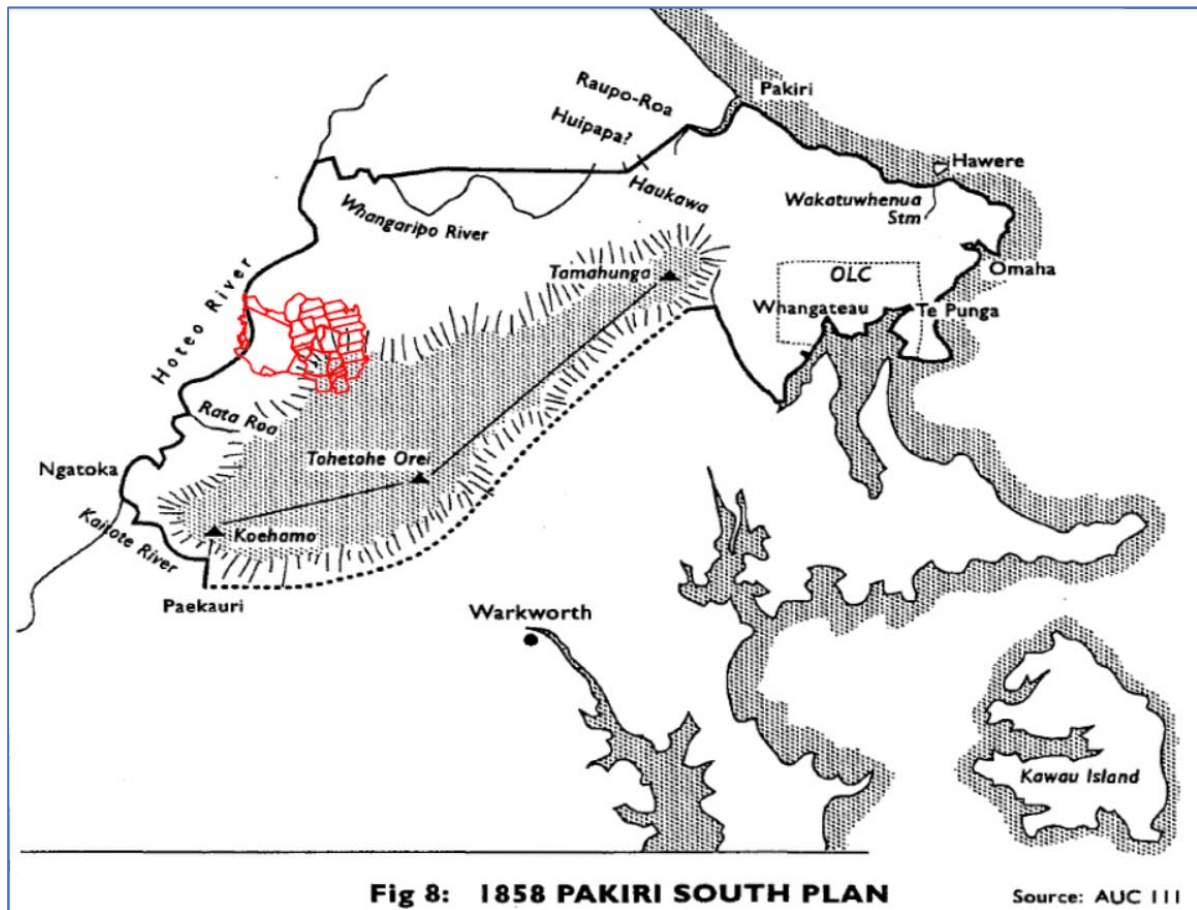 Pakiri
Raupo-Roa
Huipapa?
Hawere
Haukawa
Wakatuwhenua
Stm
Whangaripo River
Omaha
Tamahunga
OLC
Whangateau
Te Punga
Hoteo River
Rata Roa
Tohetohe Orei
Ngatoka
Koehamo
Kaitote River
Paekauri
Warkworth
Kawau Island
Fig 8: 1858 PAKIRI SOUTH PLAN
Source: AUC 111